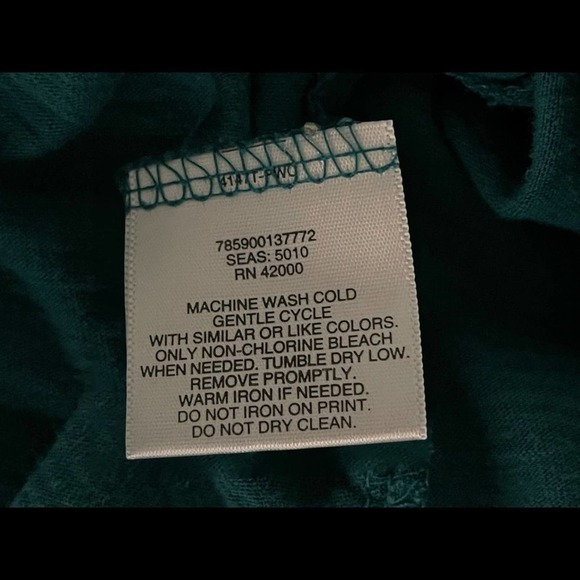 785900137772
SEAS: 5010
RN 42000
MACHINE WASH COLD
GENTLE CYCLE
WITH SIMILAR OR LIKE COLORS.
ONLY NON-CHLORINE BLEACH
WHEN NEEDED. TUMBLE DRY LOW.
REMOVE PROMPTLY.
WARM IRON IF NEEDED.
DO NOT IRON ON PRINT.
DO NOT DRY CLEAN.